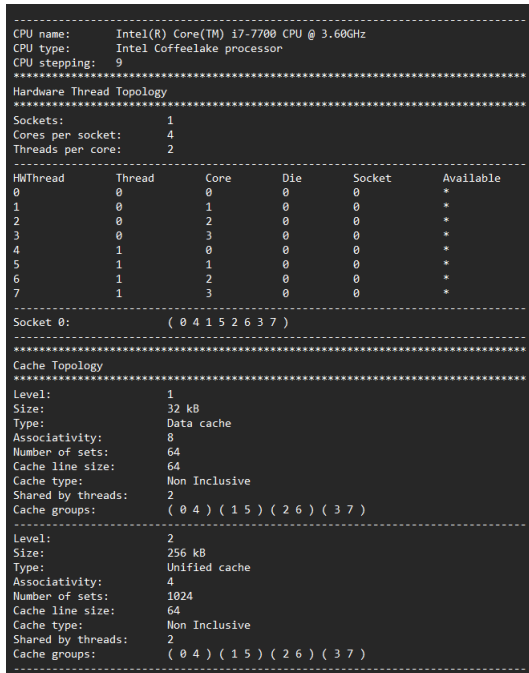 --------------------------------------------------------------------------------
CPU name:	Intel(R) Core(TM) i7-7700 CPU @ 3.60GHz
CPU type:	Intel Coffeelake processor
CPU stepping:	9
********************************************************************************
Hardware Thread Topology
********************************************************************************
Sockets:		1
Cores per socket:	4
Threads per core:	2
--------------------------------------------------------------------------------
HWThread	Thread	Core	Die	Socket	Available
0	0	0	0	0	*
1	0	1	0	0	*
2	0	2	0	0	*
3	0	3	0	0	*
4	1	0	0	0	*
5	1	1	0	0	*
6	1	2	0	0	*
7	1	3	0	0	*
--------------------------------------------------------------------------------
Socket 0:		( 0 4 1 5 2 6 3 7 )
--------------------------------------------------------------------------------
********************************************************************************
Cache Topology
********************************************************************************
Level:			1
Size:			32 kB
Type:			Data cache
Associativity:		8
Number of sets:		64
Cache line size:	64
Cache type:		Non Inclusive
Shared by threads:	2
Cache groups:		( 0 4 ) ( 1 5 ) ( 2 6 ) ( 3 7 )
--------------------------------------------------------------------------------
Level:			2
Size:			256 kB
Type:			Unified cache
Associativity:		4
Number of sets:		1024
Cache line size:	64
Cache type:		Non Inclusive
Shared by threads:	2
Cache groups:		( 0 4 ) ( 1 5 ) ( 2 6 ) ( 3 7 )
--------------------------------------------------------------------------------